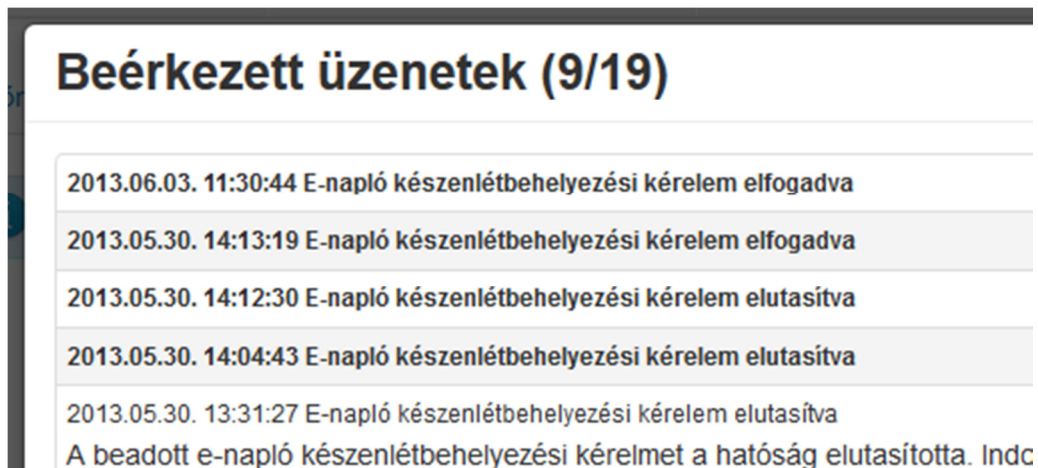 Beérkezett üzenetek (9/19)
2013.06.03. 11:30:44 E-napló készenlétbehelyezési kérelem elfogadva
2013.05.30. 14:13:19 E-napló készenlétbehelyezési kérelem elfogadva
2013.05.30. 14:12:30 E-napló készenlétbehelyezési kérelem elutasítva
2013.05.30. 14:04:43 E-napló készenlétbehelyezési kérelem elutasítva
2013.05.30. 13:31:27 E-napló készenlétbehelyezési kérelem elutasítva
A beadott e-napló készenlétbehelyezési kérelmet a hatóság elutasította.